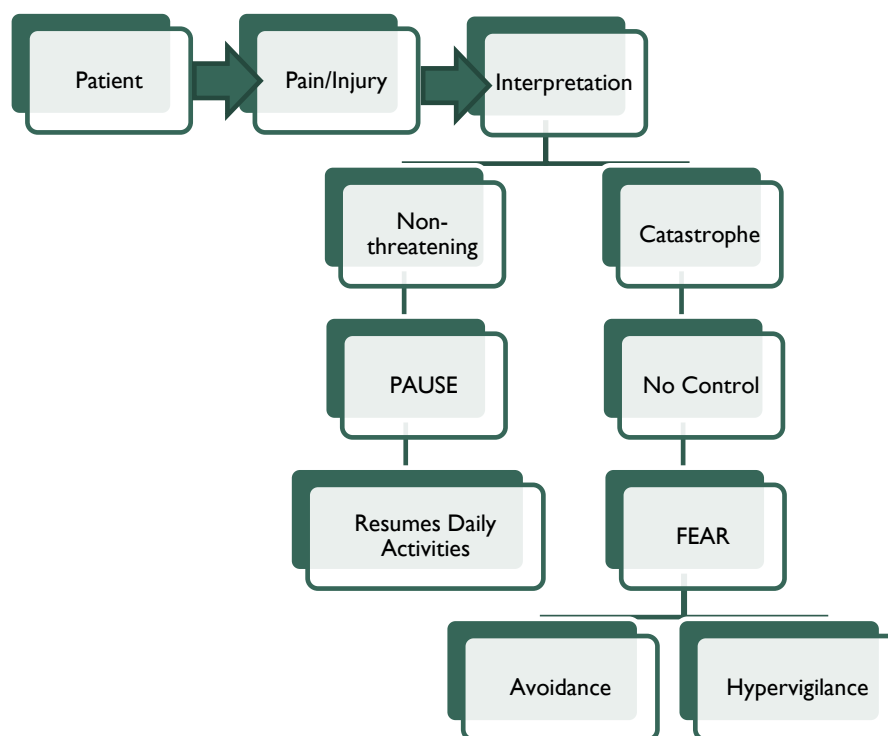 Patient
Pain/Injury
Interpretation
Non-
threatening
Catastrophe
PAUSE
No Control
Resumes Daily
Activities
FEAR
Avoidance
Hypervigilance